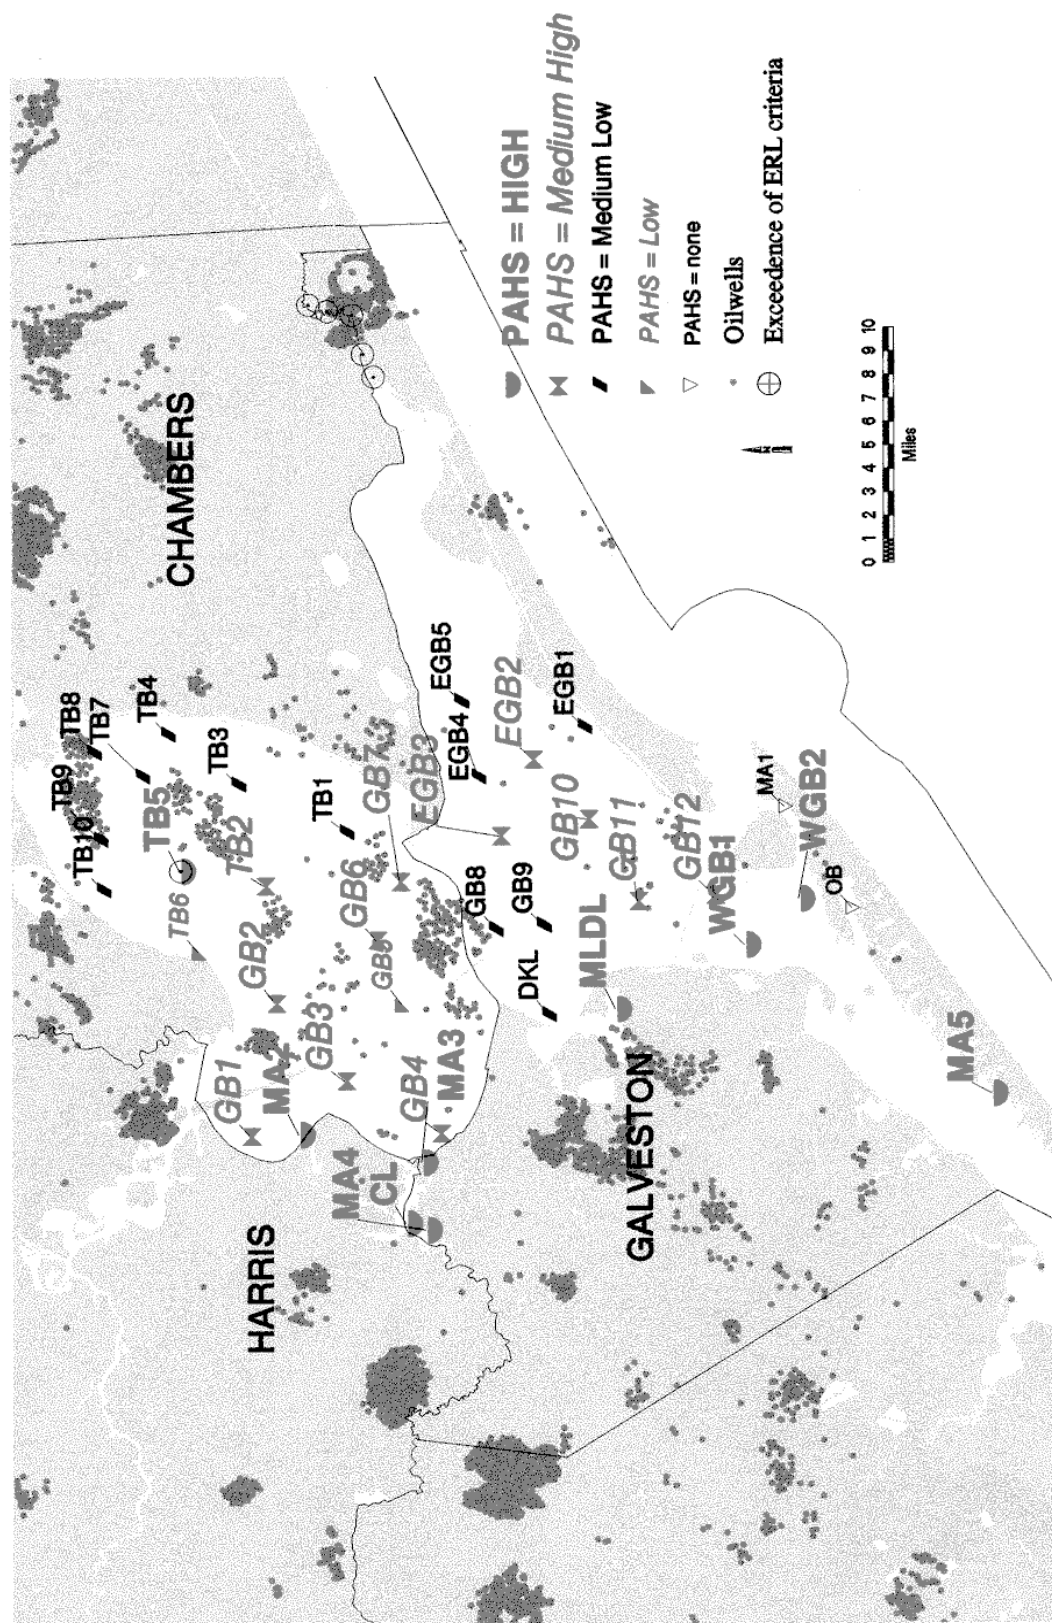 CHAMBERS
HARRIS
GALVESTON
TB10
TB9
TB8
TB7
TB4
TB5
TB6
TB3
TB2
TB1
GB7.3
EGB3
EGB4
EGB5
EGB2
EGB1
GB6
GB2
GB3
GB1
MA2
GB4
MA3
MA4
CL
GB8
GB9
DKL
GB10
GB11
GB12
MLDL
WGB1
WGB2
MA1
OB
MA5
PAHS = HIGH
PAHS = Medium High
PAHS = Medium Low
PAHS = Low
PAHS = none
Oilwells
Exceedence of ERL criteria
0 1 2 3 4 5 6 7 8 9 10
Miles